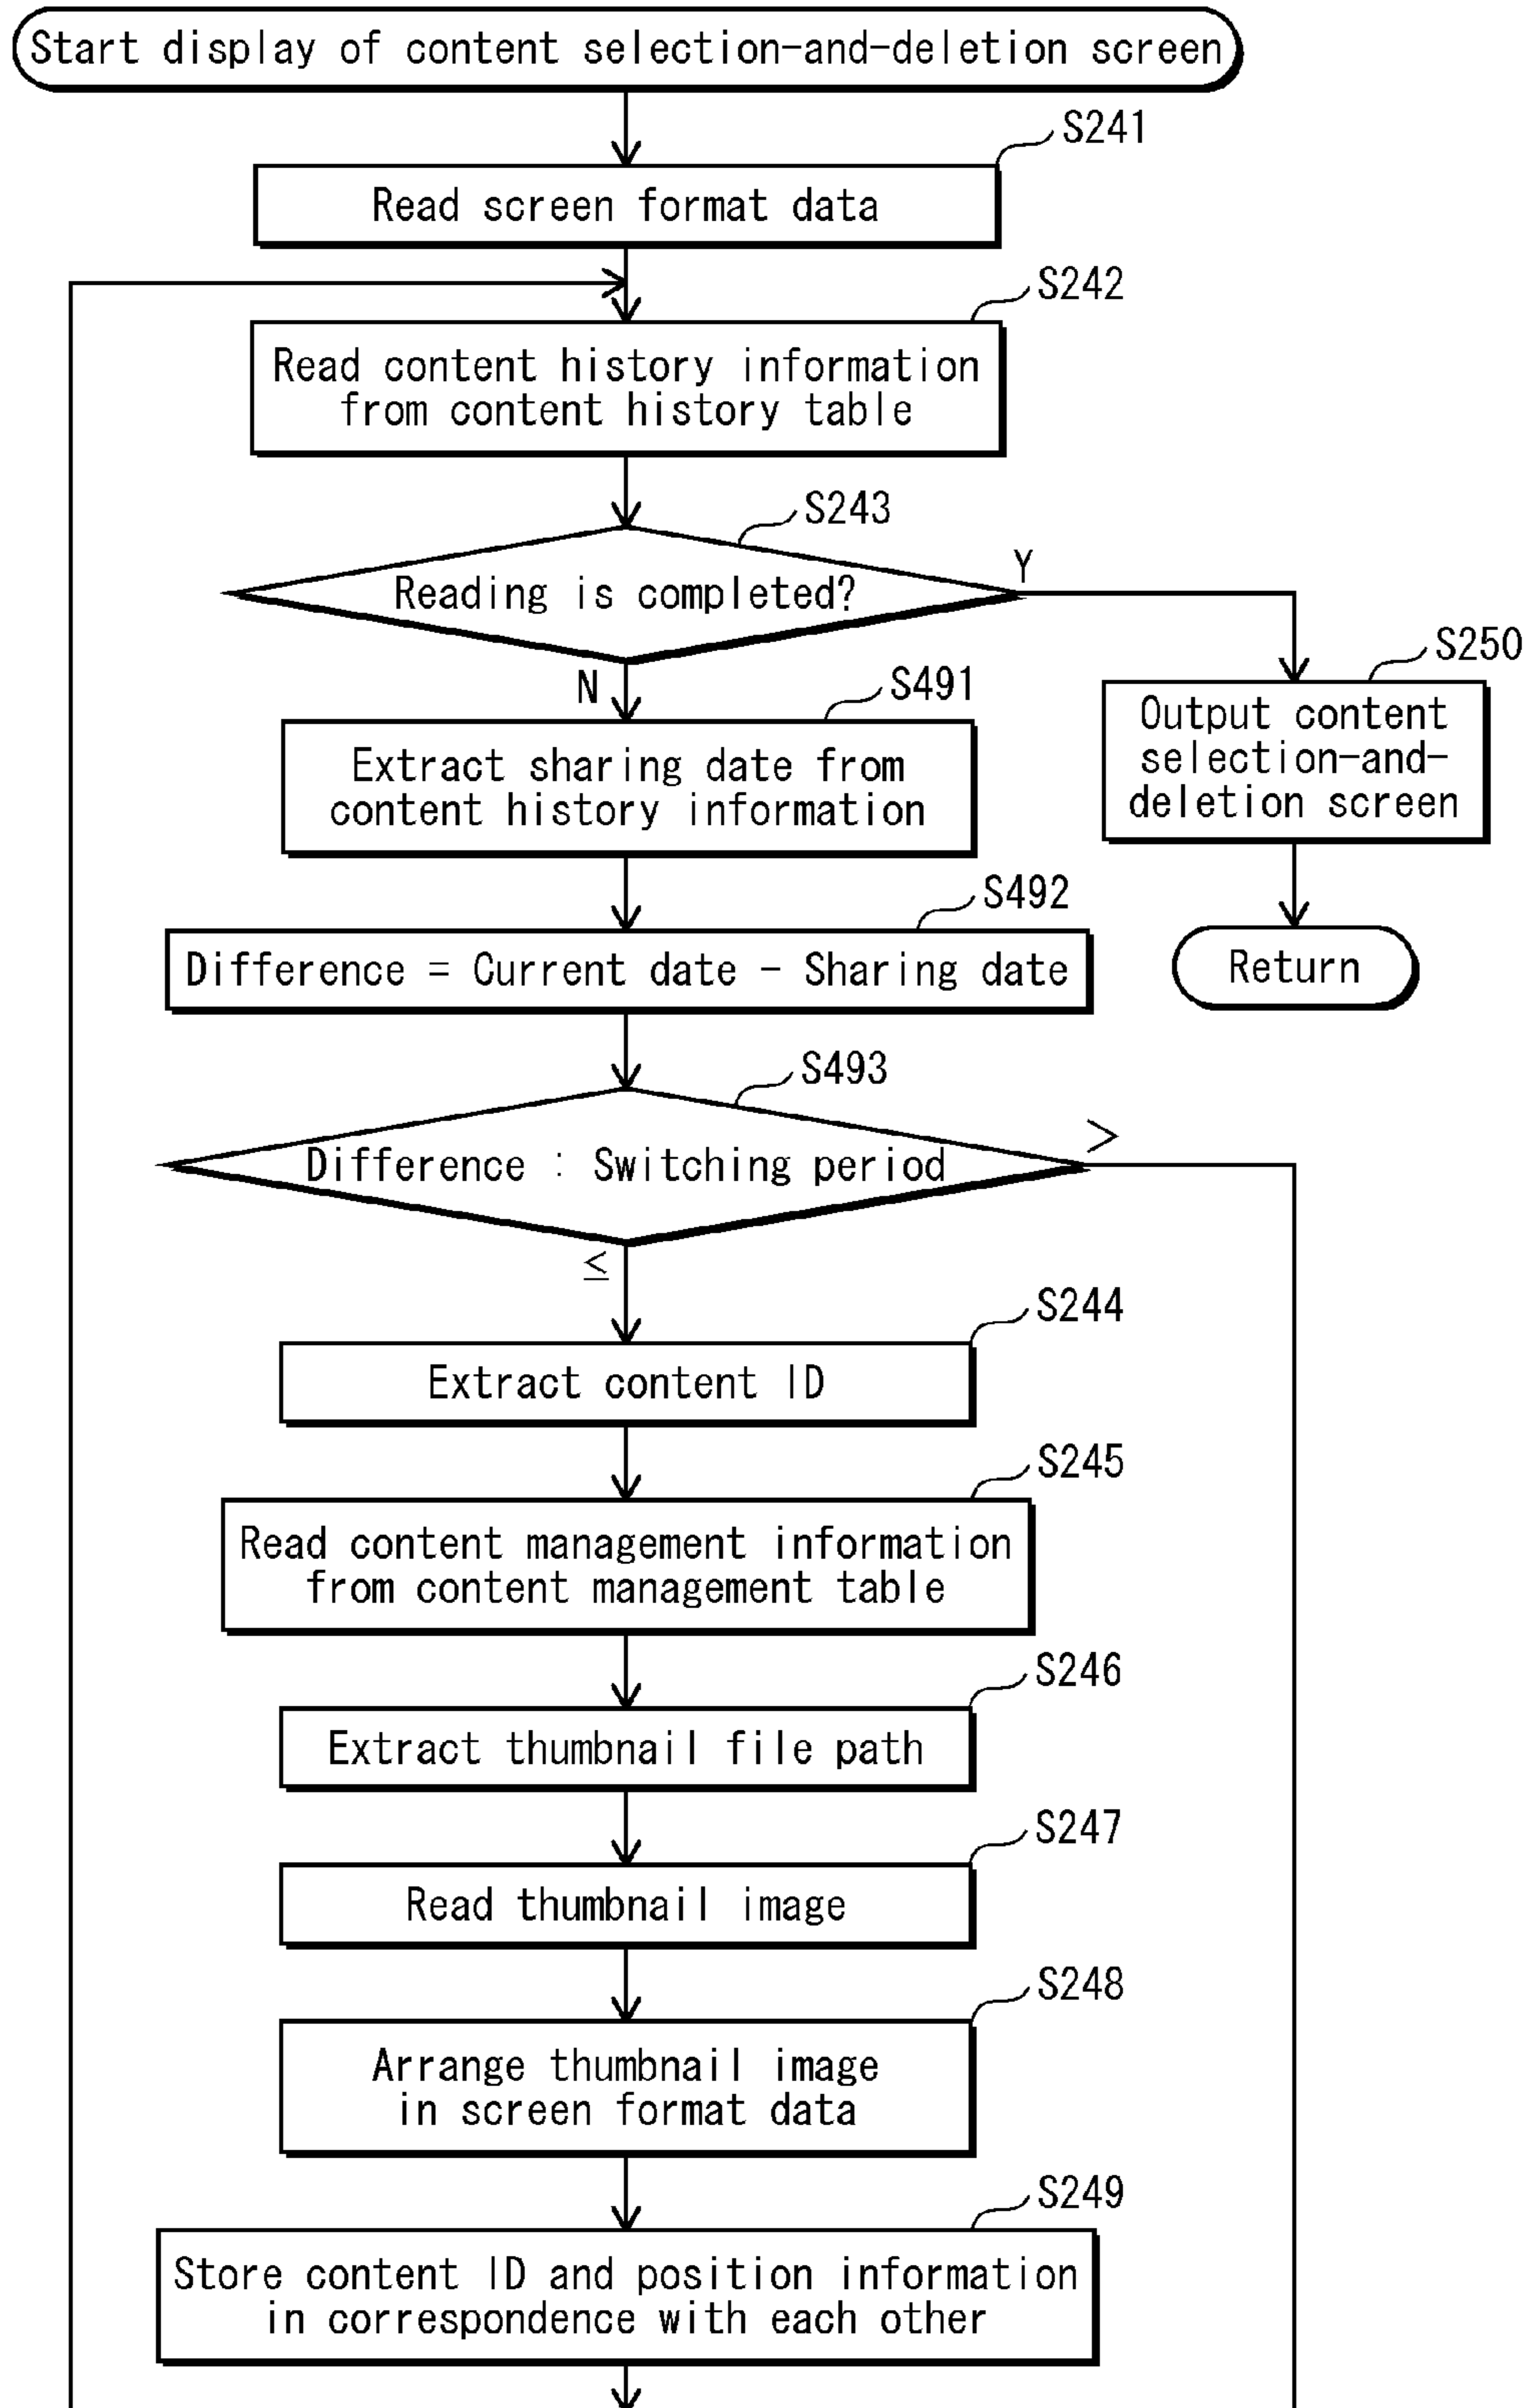 Start display of content selection-and-deletion screen
S241
Read screen format data
S242
Read content history information
from content history table
S243
Reading is completed?
Y
N
S250
Output content
selection-and-
deletion screen
Return
S491
Extract sharing date from
content history information
S492
Difference = Current date - Sharing date
S493
Difference : Switching period
>
≤
S244
Extract content ID
S245
Read content management information
from content management table
S246
Extract thumbnail file path
S247
Read thumbnail image
S248
Arrange thumbnail image
in screen format data
S249
Store content ID and position information
in correspondence with each other